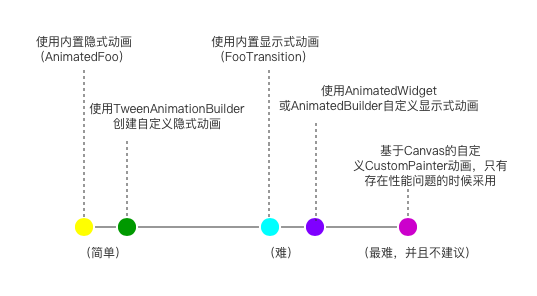 使用内置隐式动画
（AnimatedFoo）
使用内置显示式动画
（FooTransition）
使用TweenAnimationBuilder
创建自定义隐式动画
使用AnimatedWidget
或AnimatedBuilder自定义显示式动画
基于Canvas的自定
义CustomPainter动画，只有
存在性能问题的时候采用
（简单）
（难）
（最难，并且不建议）